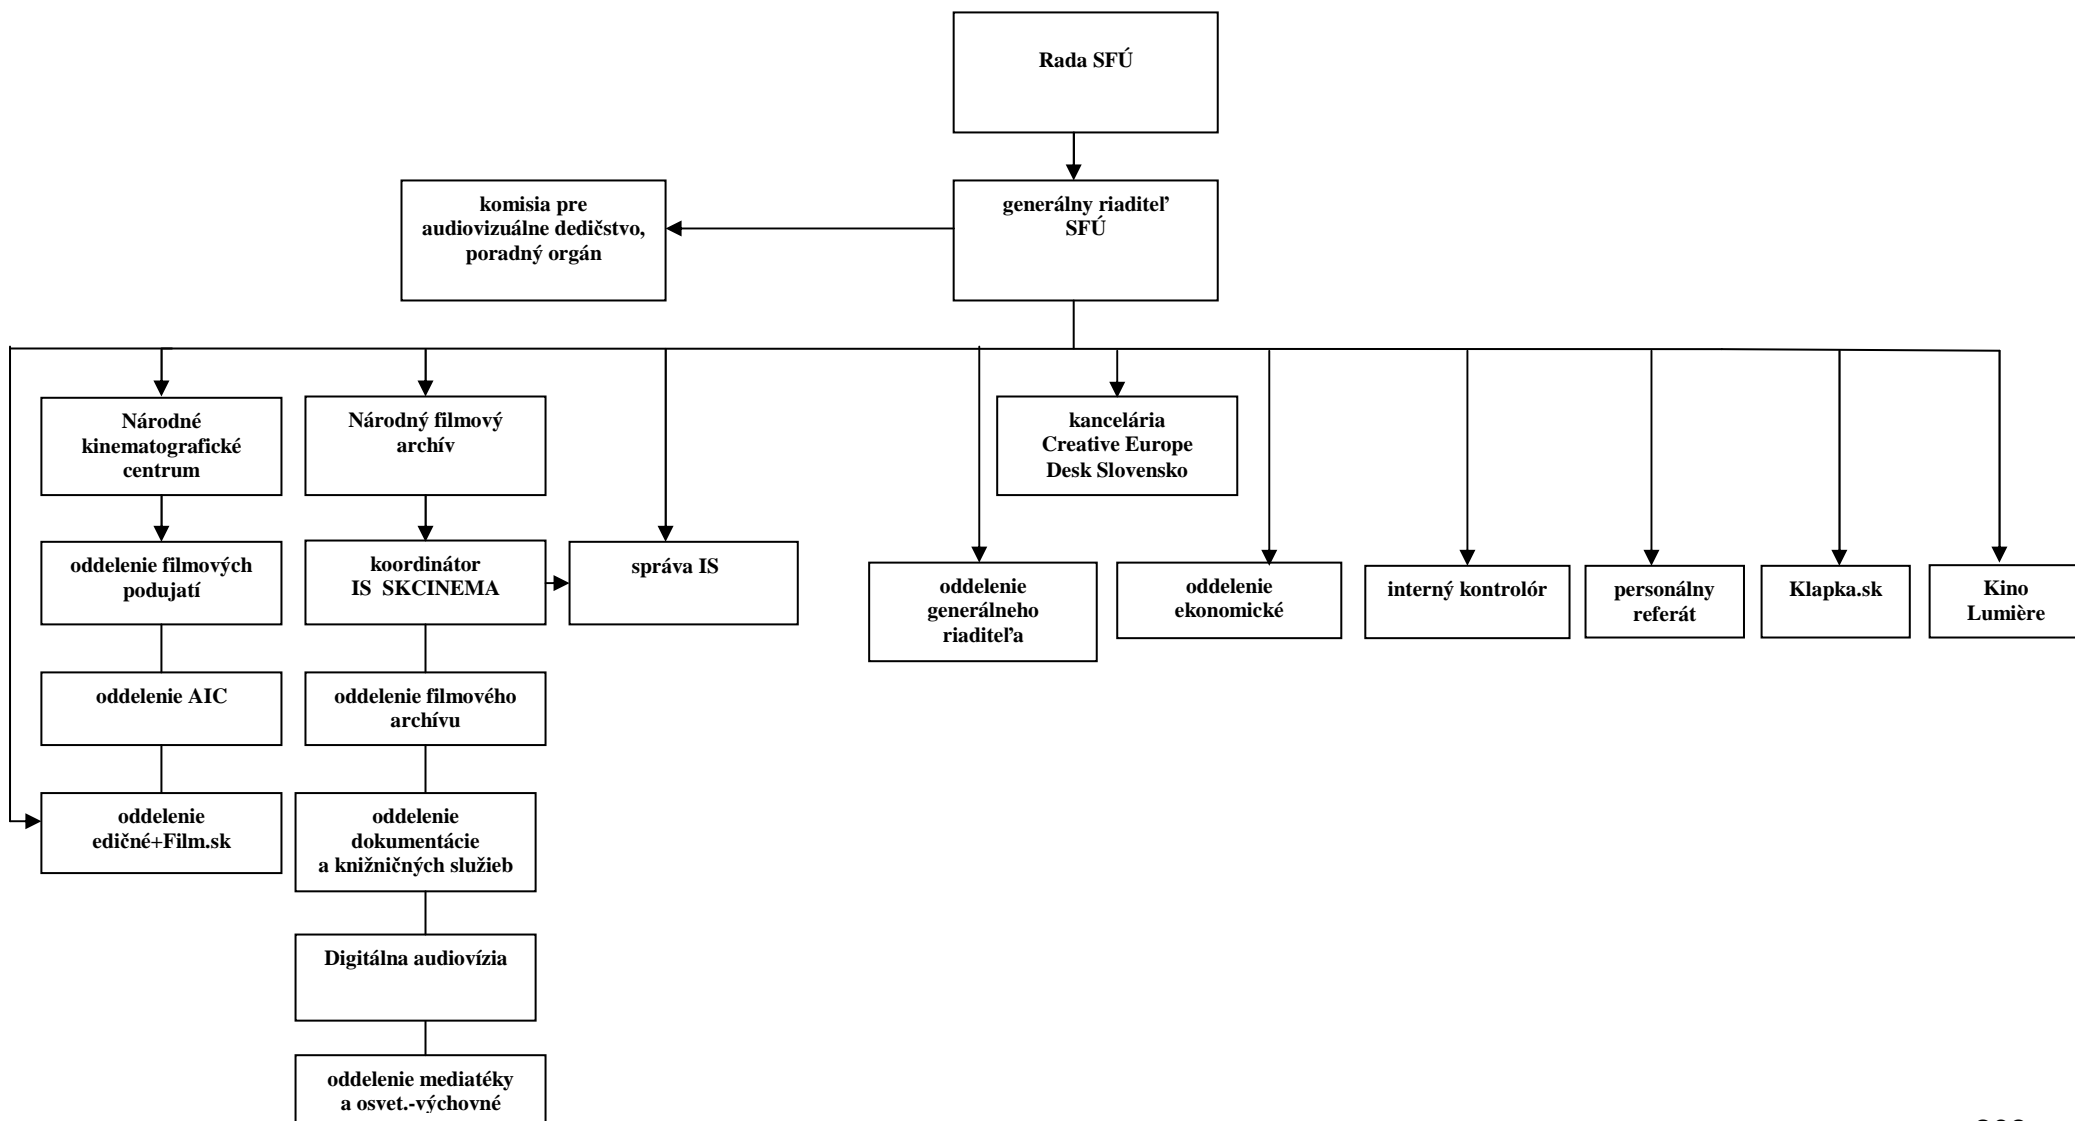 Rada SFÚ
komisia pre
audiovizuálne dedičstvo,
poradný orgán
generálny riaditeľ
SFÚ
Národné
kinematografické
centrum
Národný filmový
archív
kancelária
Creative Europe
Desk Slovensko
oddelenie filmových
podujatí
koordinátor
IS SKCINEMA
správa IS
oddelenie
generálneho
riaditeľa
oddelenie
ekonomické
interný kontrolór
personálny
referát
Klapka.sk
Kino
Lumière
oddelenie AIC
oddelenie filmového
archívu
oddelenie
edičné+Film.sk
oddelenie
dokumentácie
a knižničných služieb
Digitálna audiovízia
oddelenie mediatéky
a osvet.-výchovné